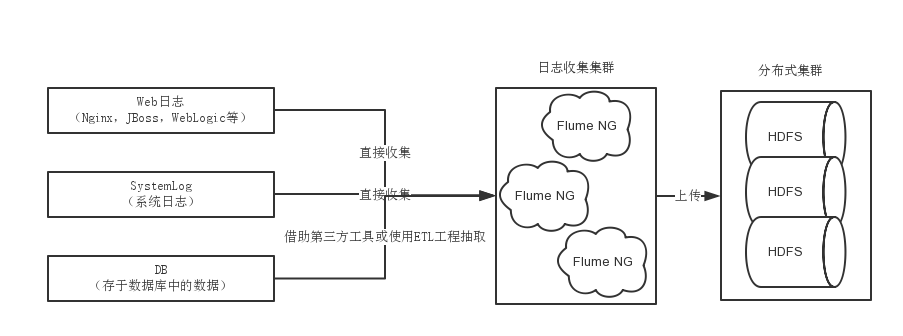 日志收集集群
分布式集群
Web日志
（Nginx，JBoss，WebLogic等）
直接收集
SystemLog
（系统日志）
直接收集
借助第三方工具或使用ETL工程抽取
DB
（存于数据库中的数据）
Flume NG
Flume NG
Flume NG
上传
HDFS
HDFS
HDFS